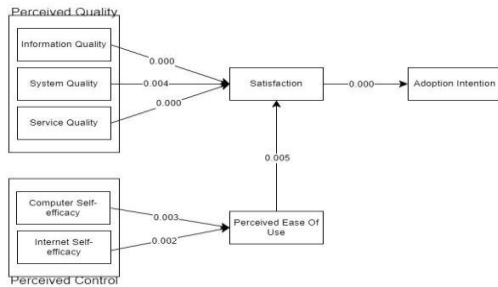 Perceived Quality
Information Quality
0.000
System Quality
0.004
Satisfaction
0.000
Adoption Intention
0.000
Service Quality
0.005
Computer Self-
efficacy
0.003
Perceived Ease Of
Use
Internet Self-
efficacy
0.002
Perceived Control